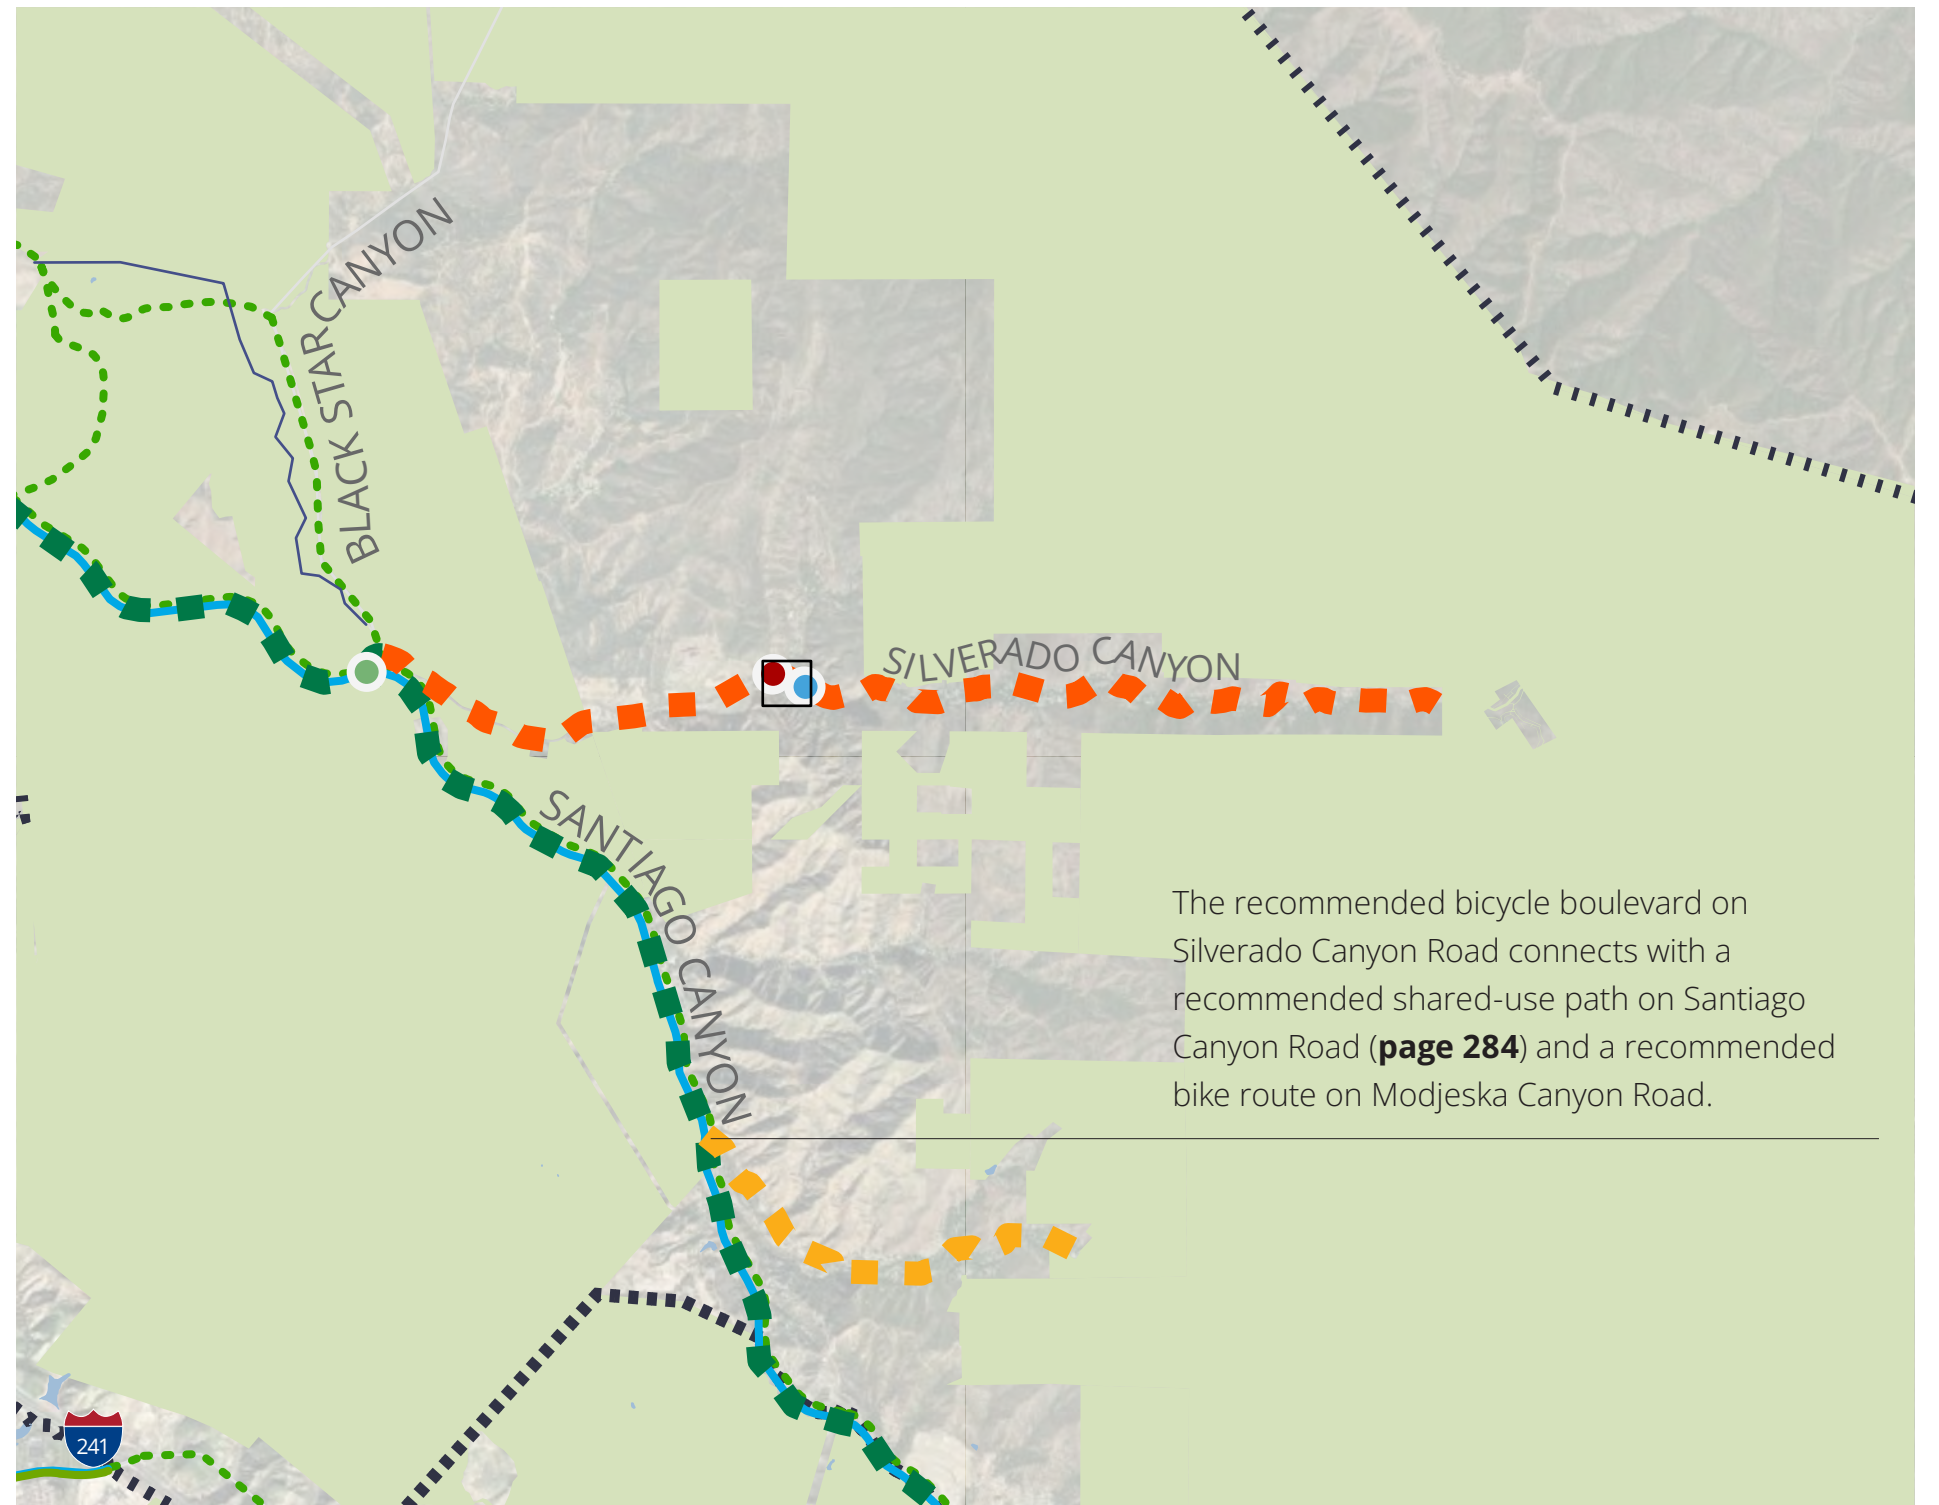 BLACK STAR CANYON
SILVERADO CANYON
SANTIAGO CANYON
The recommended bicycle boulevard on
Silverado Canyon Road connects with a
recommended shared-use path on Santiago
Canyon Road (page 284) and a recommended
bike route on Modjeska Canyon Road.
241